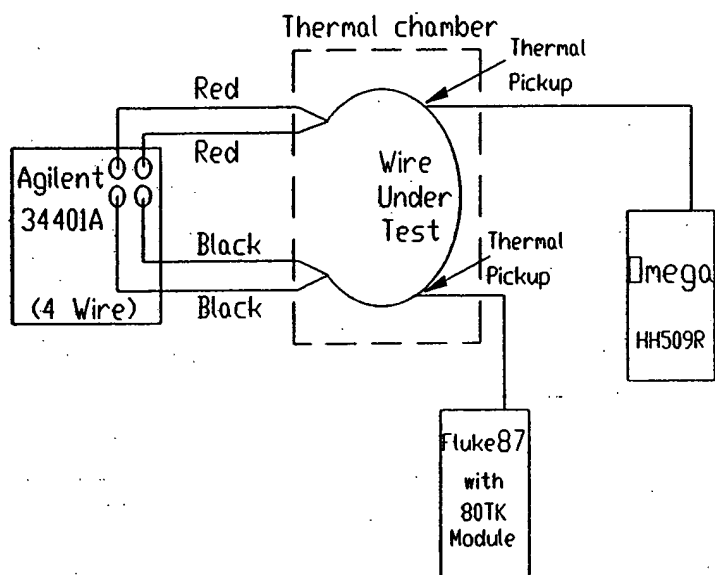 Thermal chamber
Thermal
Pickup
Red
Red
Agilent
34401A
(4 Wire)
Wire
Under
Test
Black
Black
Thermal
Pickup
Omega
HH509R
Fluke87
with
80TK
Module